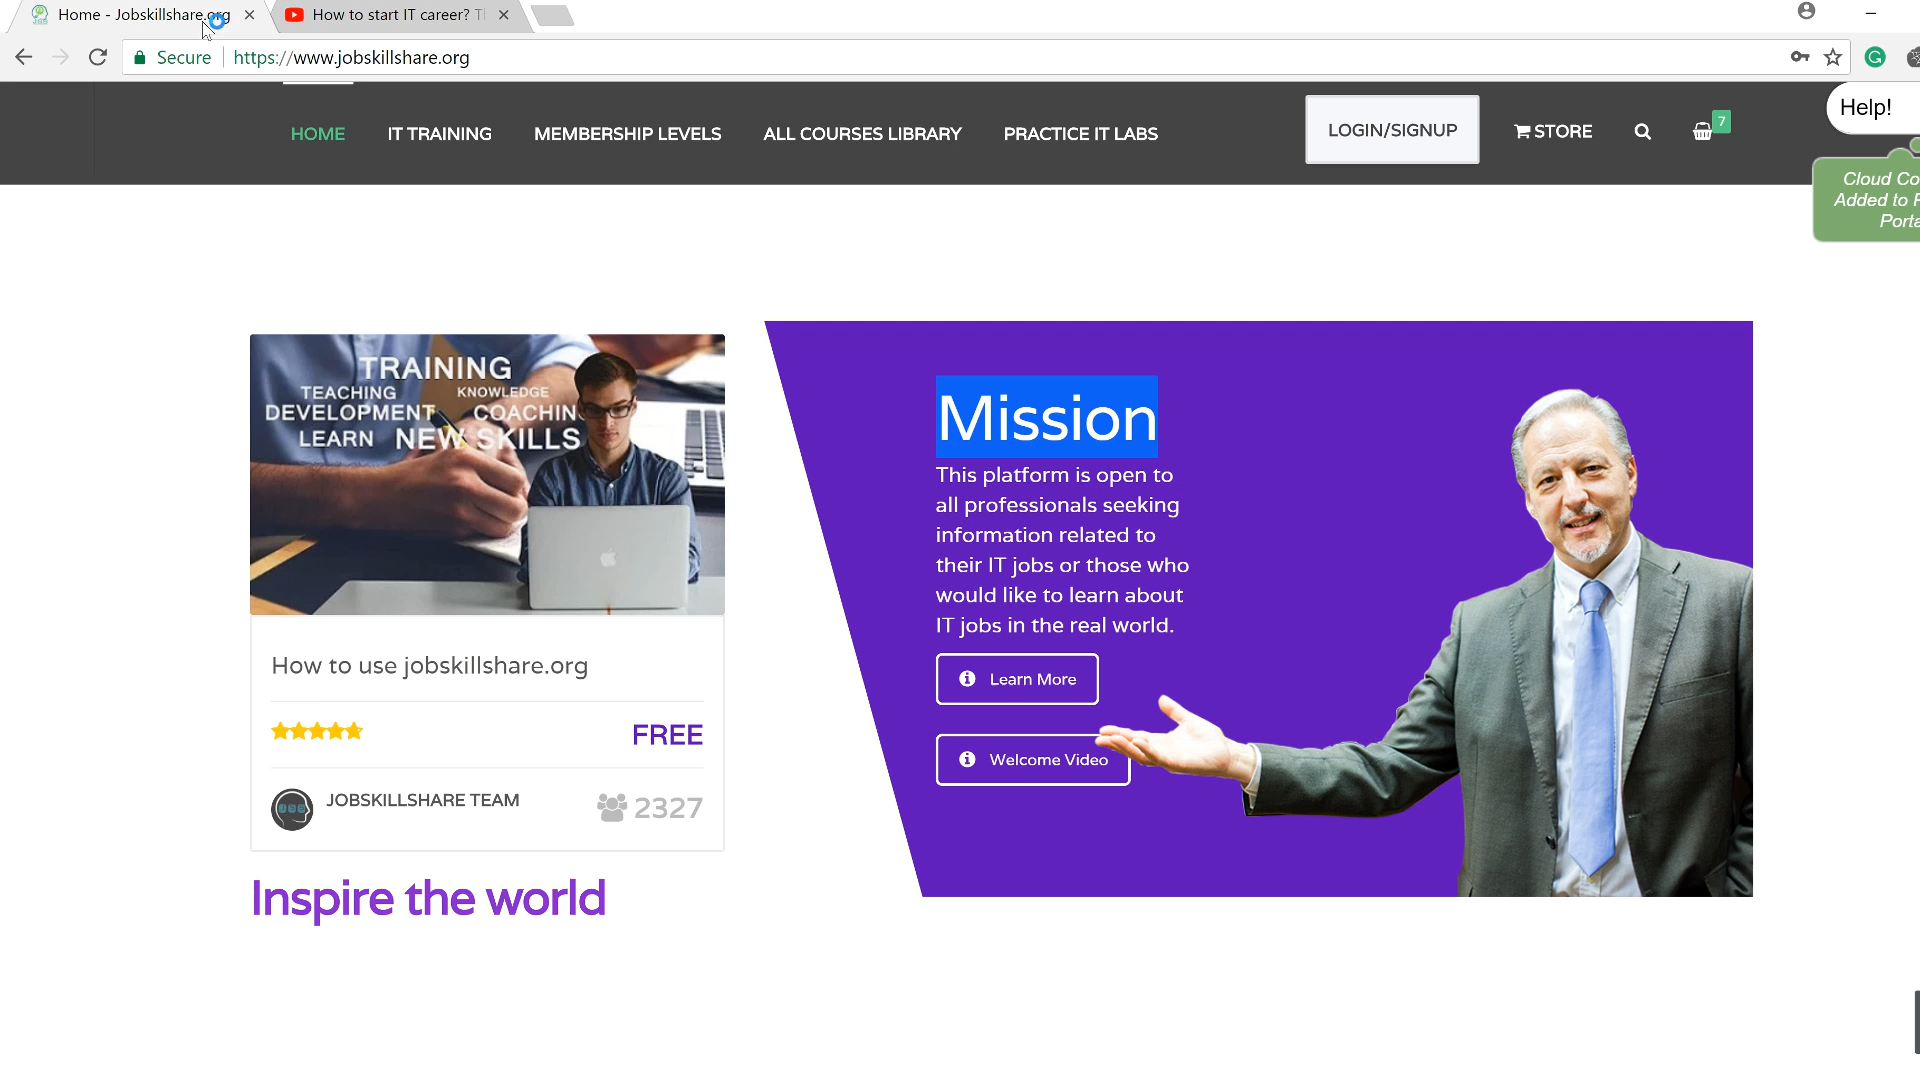 Home - Jobskillshare.org
How to start IT career?
Secure
https://www.jobskillshare.org
HOME
IT TRAINING
MEMBERSHIP LEVELS
ALL COURSES LIBRARY
PRACTICE IT LABS
LOGIN/SIGNUP
STORE
7
Help!
Cloud Co
Added to P
Porta
TRAINING
TEACHING KNOWLEDGE
DEVELOPMENT COACHIN
LEARN NEW SKILLS
How to use jobskillshare.org
FREE
JOBSKILLSHARE TEAM
2327
Inspire the world
Mission
This platform is open to
all professionals seeking
information related to
their IT jobs or those who
would like to learn about
IT jobs in the real world.
Learn More
Welcome Video